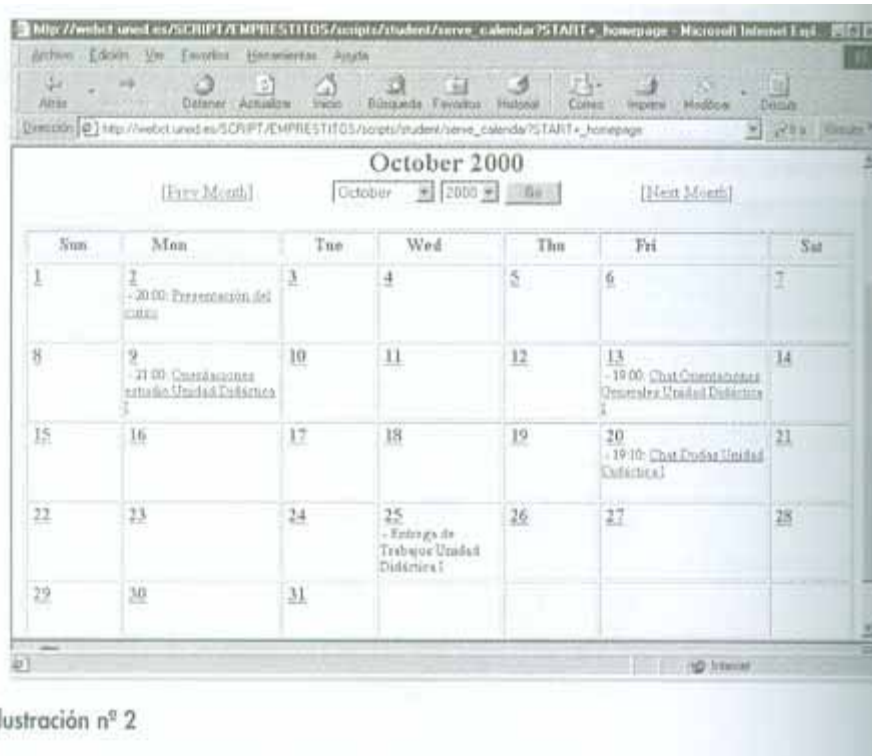 http://webct.uned.es/SCRIPT/EMPRESTITOS/scripts/student/serve_calendar?START+_homepage - Microsoft Internet Expl
Archivo Edición Ver Favoritos Herramientas Ayuda
Atrás Detener Actualizar Inicio Búsqueda Favoritos Historial Correo Imprimir Modificar Discutir
Dirección http://webct.uned.es/SCRIPT/EMPRESTITOS/scripts/student/serve_calendar?START+_homepage Ir a Vínculos
October 2000
[Prev Month] October 2000 Go [Next Month]
Sun Mon Tue Wed Thu Fri Sat
1 2 3 4 5 6 7
- 20:00: Presentación del
curso
8 9 10 11 12 13 14
- 21:00: Orientaciones - 19:00: Chat Orientaciones
estudio Unidad Didáctica Generales Unidad Didáctica
I I
15 16 17 18 19 20 21
- 19:10: Chat Dudas Unidad
Didáctica I
22 23 24 25 26 27 28
- Entrega de
Trabajos Unidad
Didáctica I
29 30 31
Internet
lustración nº 2